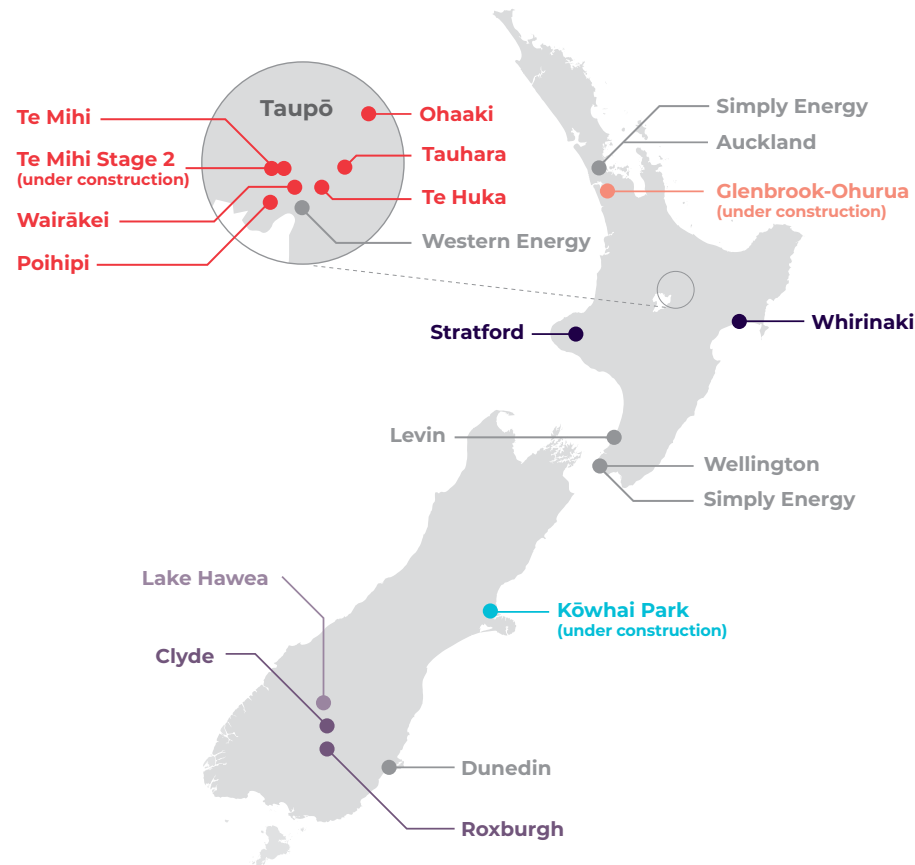 Taupō
Te Mihi
Te Mihi Stage 2
(under construction)
Wairākei
Poihipi
Ohaaki
Tauhara
Te Huka
Western Energy
Simply Energy
Auckland
Glenbrook-Ohurua
(under construction)
Stratford
Whirinaki
Levin
Wellington
Simply Energy
Lake Hawea
Clyde
Kōwhai Park
(under construction)
Dunedin
Roxburgh